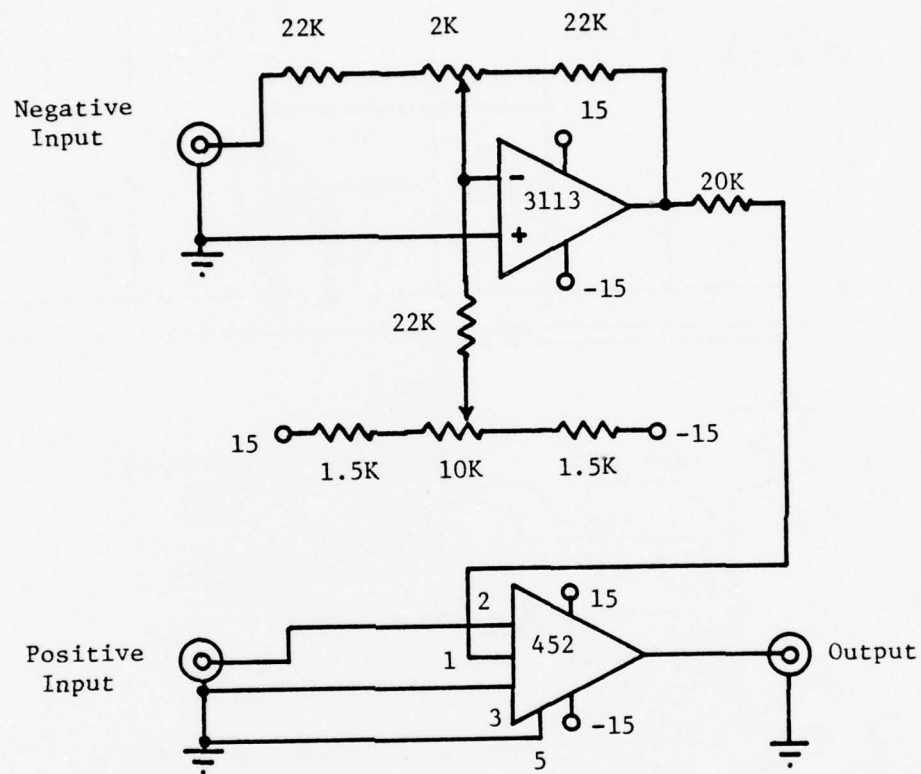 22K 2K 22K
Negative
Input
15
3113
-
+
20K
-15
22K
15
-15
1.5K 10K 1.5K
2
15
452
Positive
Input
1
Output
3
-15
5